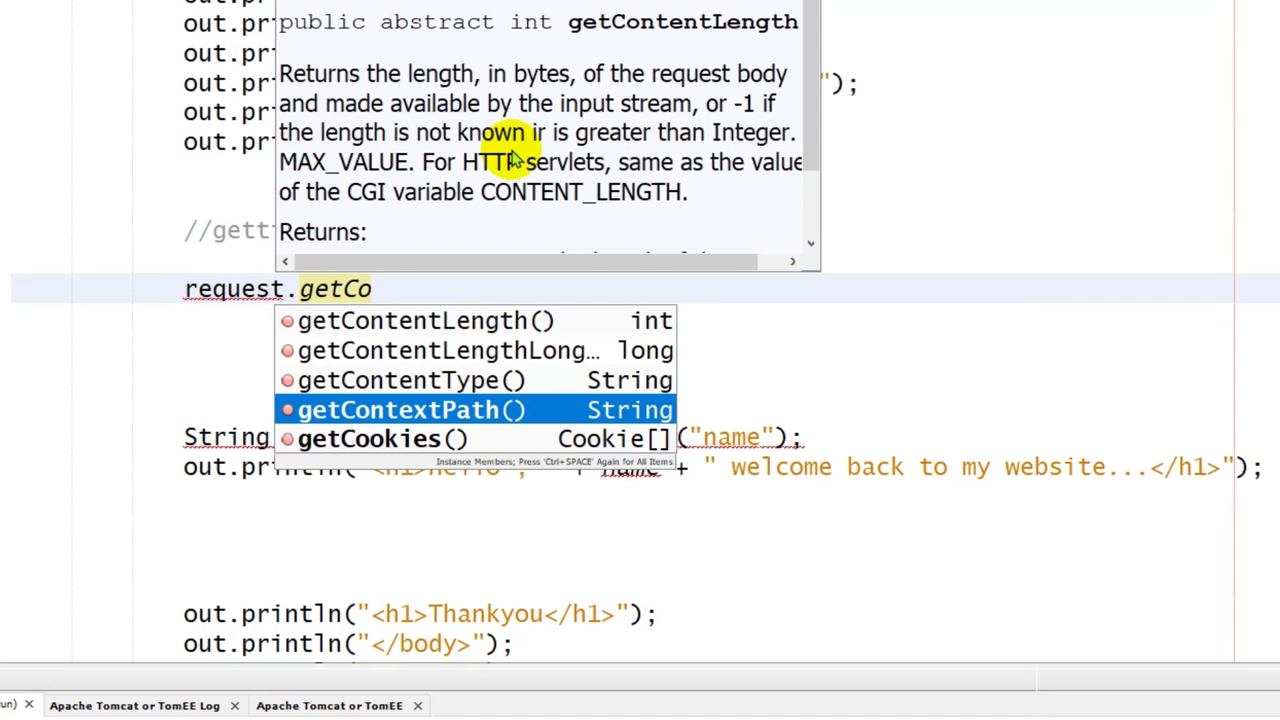 out.pr
public abstract int getContentLength
out.pr
Returns the length, in bytes, of the request body
out.pr ");
and made available by the input stream, or -1 if
out.pr
the length is not known ir is greater than Integer.
out.pr
MAX_VALUE. For HTTP servlets, same as the value
of the CGI variable CONTENT_LENGTH.
//gett
Returns:
request.getCo
getContentLength() int
getContentLengthLong... long
getContentType() String
getContextPath() String
String ("name");
getCookies() Cookie[]
Instance Members; Press 'Ctrl+SPACE' Again for All Items
out.println("<h1>Hello, " + name + " welcome back to my website...</h1>");
out.println("<h1>Thankyou</h1>");
out.println("</body>");
run) Apache Tomcat or TomEE Log Apache Tomcat or TomEE